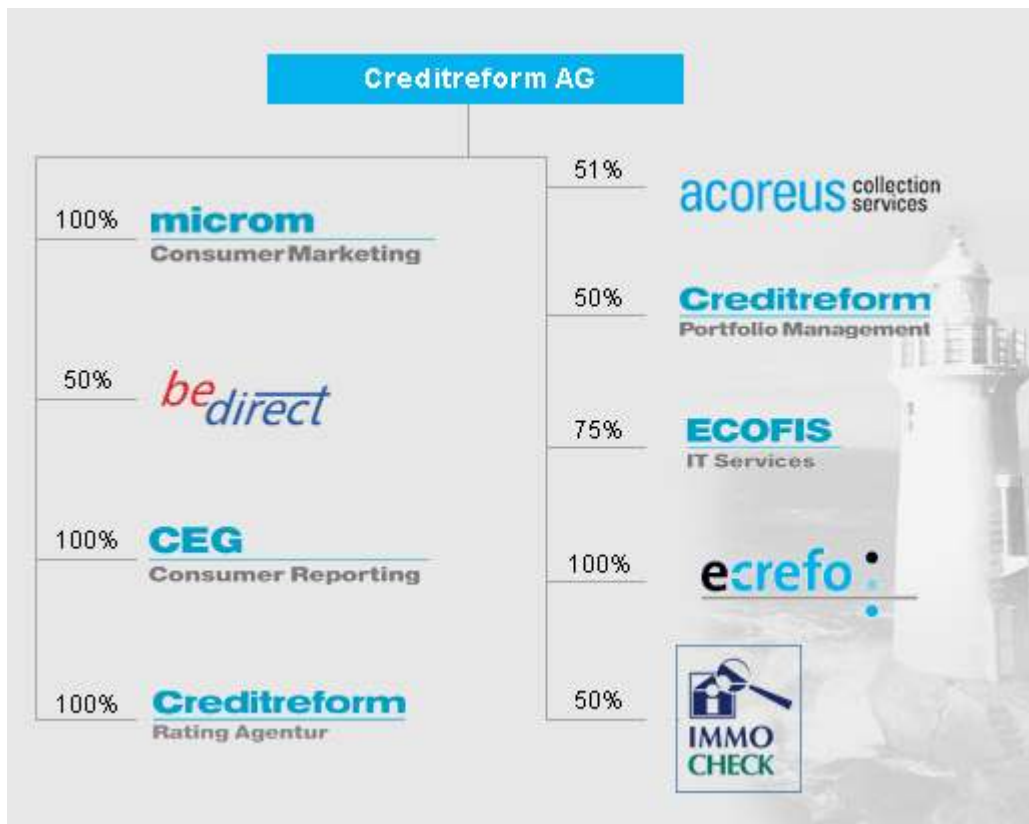 Creditreform AG
100%
microm
Consumer Marketing
50%
be
direct
100%
CEG
Consumer Reporting
100%
Creditreform
Rating Agentur
51%
acoreus collection
services
50%
Creditreform
Portfolio Management
75%
ECOFIS
IT Services
100%
ecrefo
50%
IMMO
CHECK